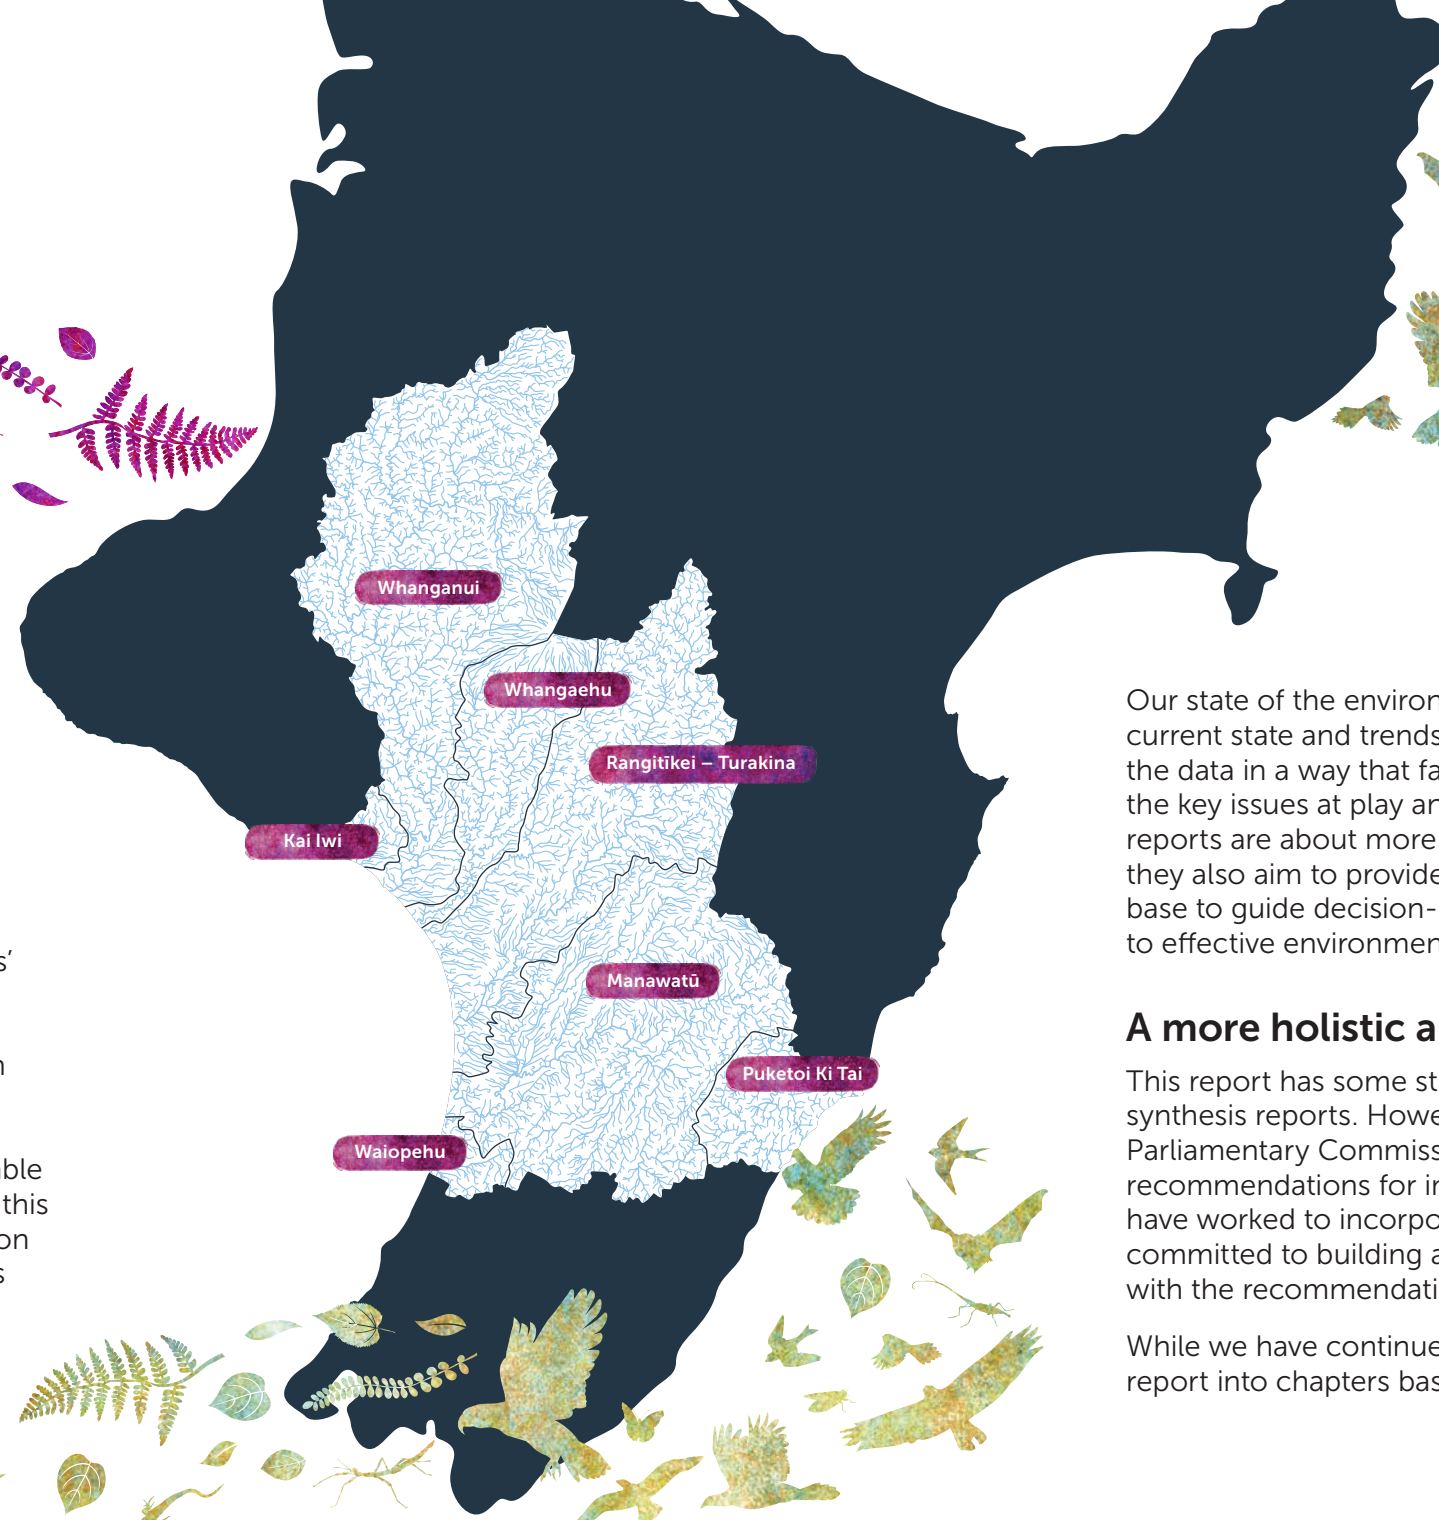 Whanganui
Whangaehu
Rangitīkei – Turakina
Kai Iwi
Manawatū
Puketoi Ki Tai
Waiopehu
s’
n
able
this
on
s
Our state of the environ
current state and trends
the data in a way that fa
the key issues at play an
reports are about more
they also aim to provide
base to guide decision-
to effective environmen
A more holistic a
This report has some st
synthesis reports. Howe
Parliamentary Commiss
recommendations for in
have worked to incorpo
committed to building a
with the recommendati
While we have continue
report into chapters bas